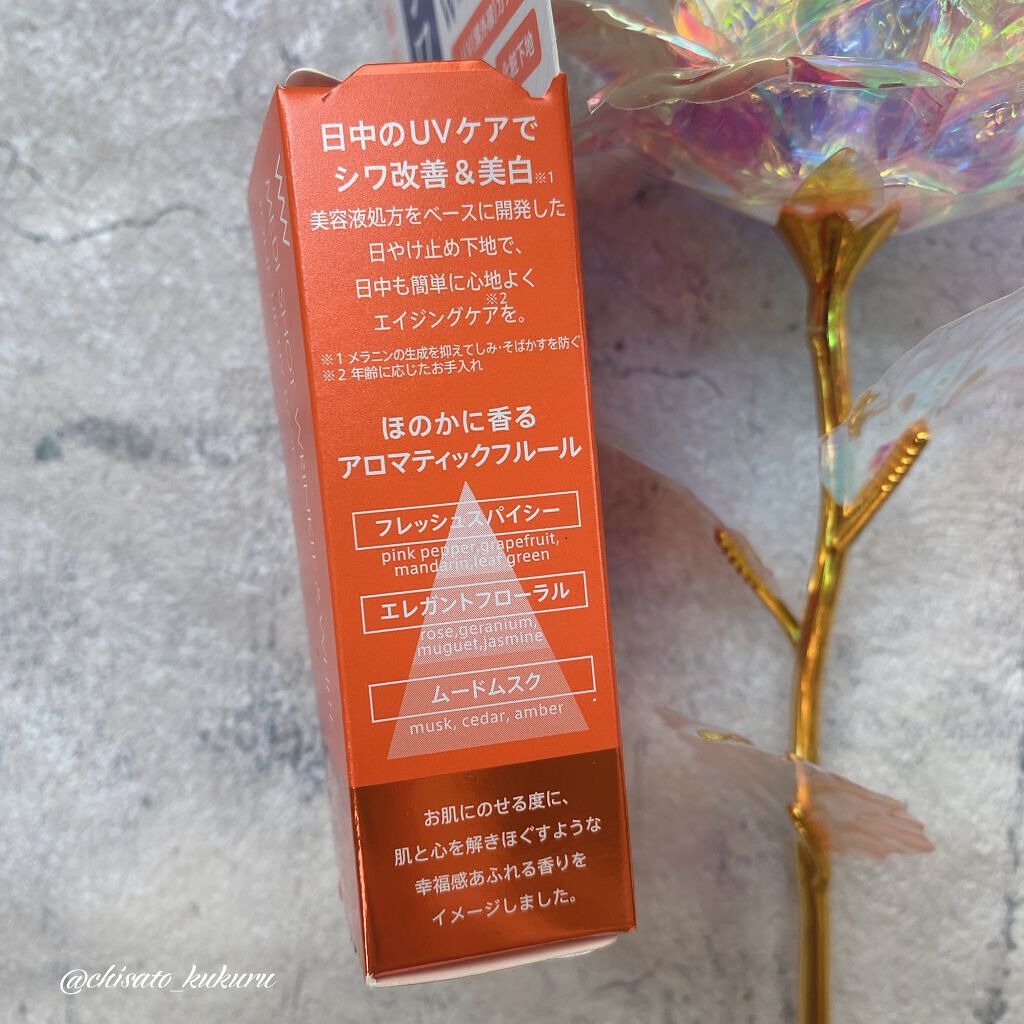 化粧下地
日中のUVケアで
シワ改善&美白※1
美容液処方をベースに開発した
日やけ止め下地で、
日中も簡単に心地よく
※2
エイジングケアを。
※1 メラニンの生成を抑えてしみ・そばかすを防ぐ
※2 年齢に応じたお手入れ
ほのかに香る
アロマティックフルール
フレッシュスパイシー
pink pepper,grapefruit,
mandarin,leaf green
エレガントフローラル
rose,geranium,
muguet,jasmine
ムードムスク
musk, cedar, amber
お肌にのせる度に、
肌と心を解きほぐすような
幸福感あふれる香りを
イメージしました。
@chisato_kukuru